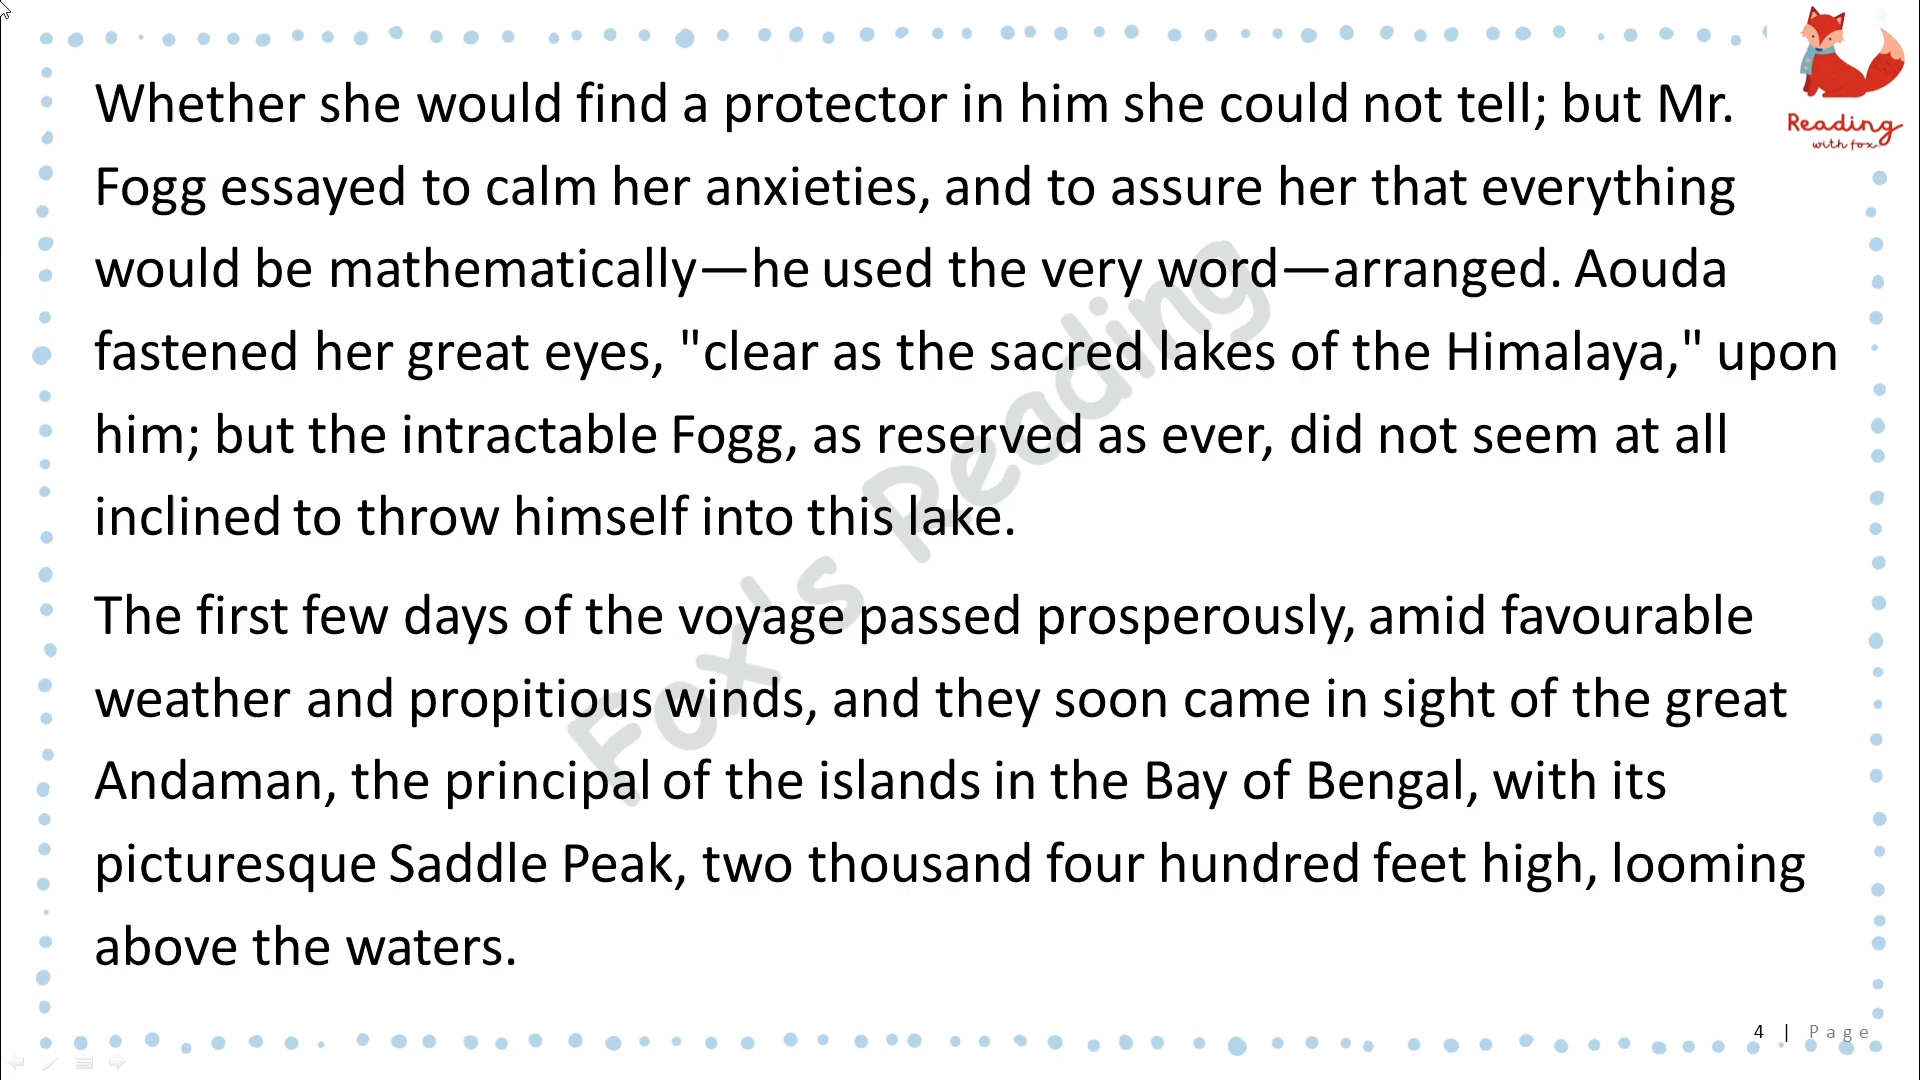 Whether she would find a protector in him she could not tell; but Mr.
Fogg essayed to calm her anxieties, and to assure her that everything
would be mathematically—he used the very word—arranged. Aouda
fastened her great eyes, "clear as the sacred lakes of the Himalaya," upon
him; but the intractable Fogg, as reserved as ever, did not seem at all
inclined to throw himself into this lake.
The first few days of the voyage passed prosperously, amid favourable
weather and propitious winds, and they soon came in sight of the great
Andaman, the principal of the islands in the Bay of Bengal, with its
picturesque Saddle Peak, two thousand four hundred feet high, looming
above the waters.
Reading
with fox
Fox's Reading
4 | Page